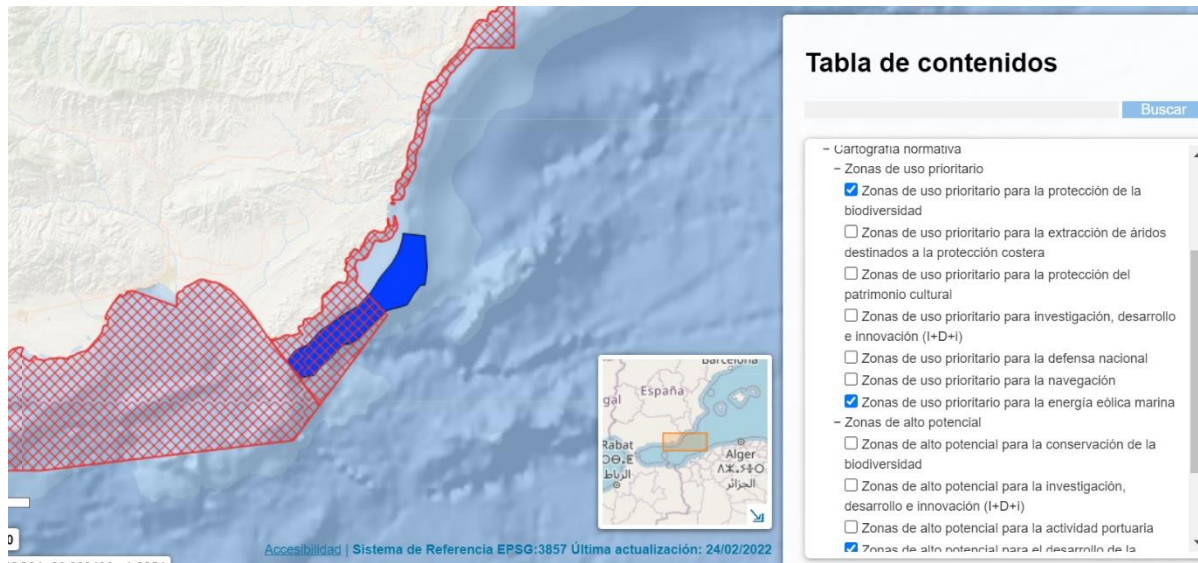 Tabla de contenidos
Buscar
− Cartografía normativa
− Zonas de uso prioritario
Zonas de uso prioritario para la protección de la
biodiversidad
Zonas de uso prioritario para la extracción de áridos
destinados a la protección costera
Zonas de uso prioritario para la protección del
patrimonio cultural
Zonas de uso prioritario para investigación, desarrollo
e innovación (I+D+i)
Zonas de uso prioritario para la defensa nacional
Zonas de uso prioritario para la navegación
Zonas de uso prioritario para la energía eólica marina
− Zonas de alto potencial
Zonas de alto potencial para la conservación de la
biodiversidad
Zonas de alto potencial para la investigación,
desarrollo e innovación (I+D+i)
Zonas de alto potencial para la actividad portuaria
Zonas de alto potencial para el desarrollo de la
Barcelona
España
gal
Rabat
ⵔⴱⴰⵟ
الرباط
Alger
الجزائر
0
Accesibilidad | Sistema de Referencia EPSG:3857 Última actualización: 24/02/2022